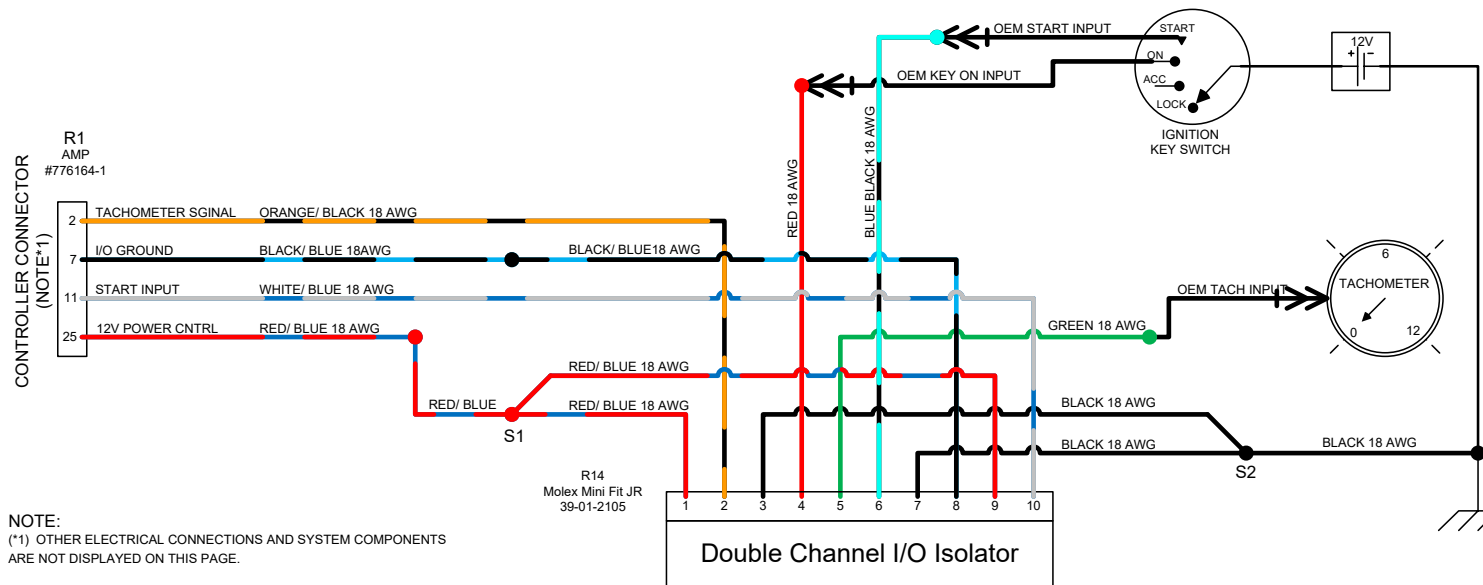 OEM START INPUT
START
12V
+ -
ON
OEM KEY ON INPUT
ACC
LOCK
IGNITION
KEY SWITCH
R1
AMP
#776164-1
CONTROLLER CONNECTOR
(NOTE*1)
RED 18 AWG
BLUE BLACK 18 AWG
2 TACHOMETER SGINAL ORANGE/ BLACK 18 AWG
7 I/O GROUND BLACK/ BLUE 18AWG BLACK/ BLUE18 AWG
11 START INPUT WHITE/ BLUE 18 AWG
25 12V POWER CNTRL RED/ BLUE 18 AWG
6
TACHOMETER
0 12
OEM TACH INPUT
GREEN 18 AWG
RED/ BLUE 18 AWG
RED/ BLUE
RED/ BLUE 18 AWG
S1
BLACK 18 AWG
BLACK 18 AWG
BLACK 18 AWG
S2
R14
Molex Mini Fit JR
39-01-2105
1 2 3 4 5 6 7 8 9 10
Double Channel I/O Isolator
NOTE:
(*1) OTHER ELECTRICAL CONNECTIONS AND SYSTEM COMPONENTS
ARE NOT DISPLAYED ON THIS PAGE.